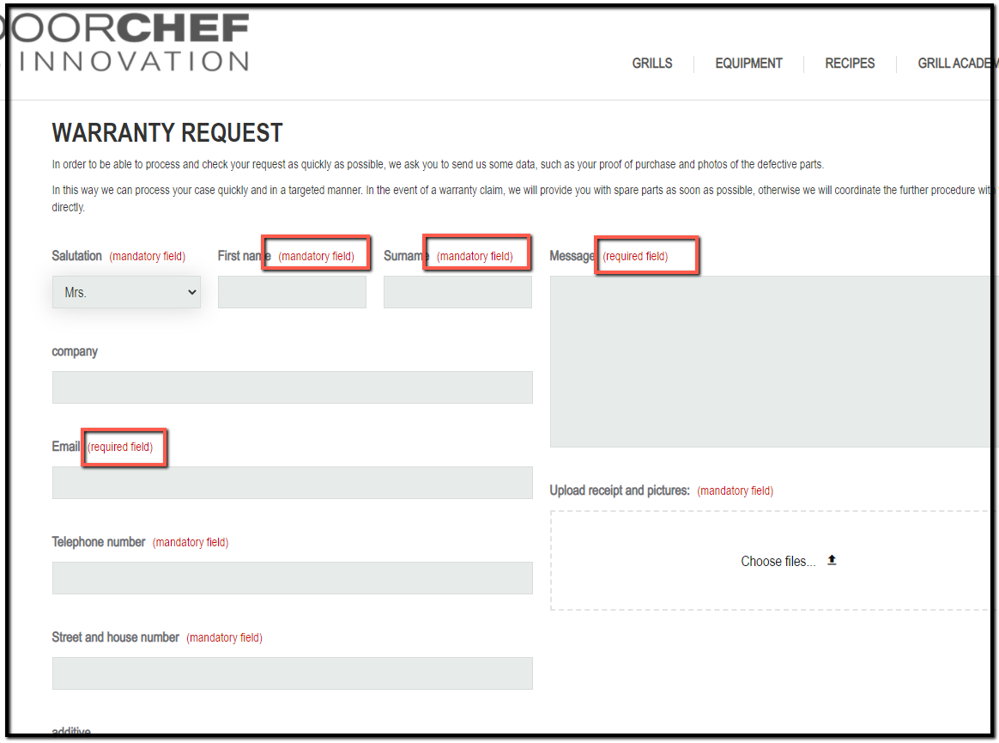 OORCHEF
INNOVATION
GRILLS
EQUIPMENT
RECIPES
GRILL ACADEM
WARRANTY REQUEST
In order to be able to process and check your request as quickly as possible, we ask you to send us some data, such as your proof of purchase and photos of the defective parts.
In this way we can process your case quickly and in a targeted manner. In the event of a warranty claim, we will provide you with spare parts as soon as possible, otherwise we will coordinate the further procedure with
directly.
Salutation (mandatory field)
First name (mandatory field)
Surname (mandatory field)
Message (required field)
Mrs.
company
Email (required field)
Upload receipt and pictures: (mandatory field)
Choose files...
Telephone number (mandatory field)
Street and house number (mandatory field)
additive